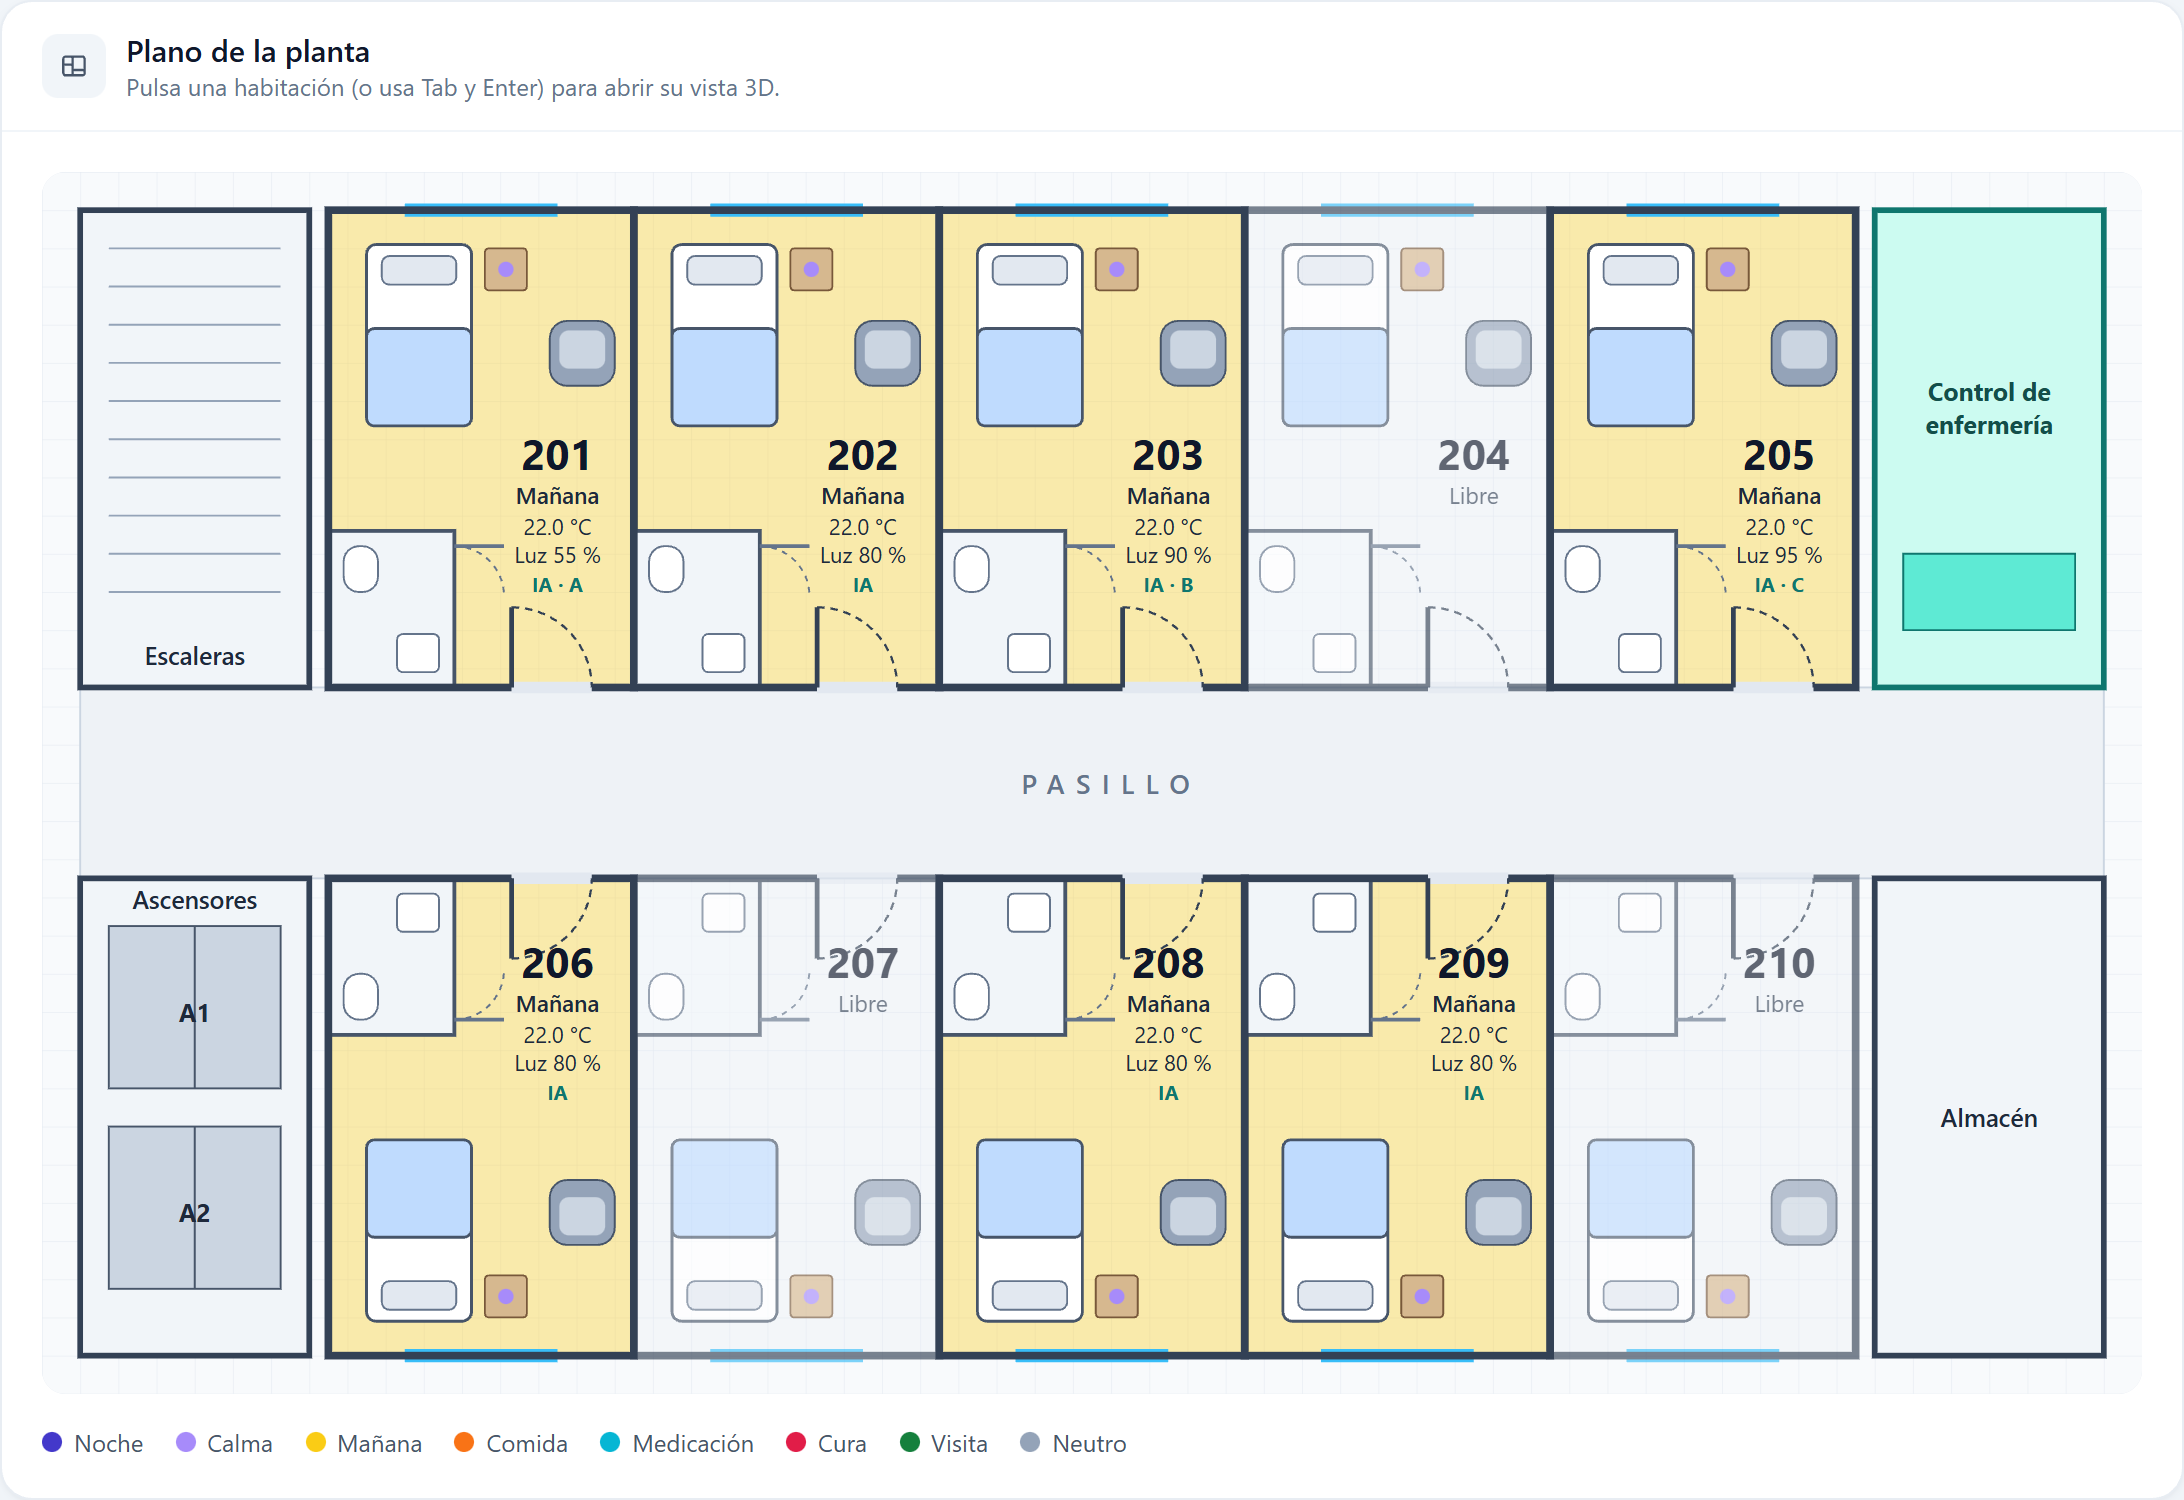 Plano de la planta
Pulsa una habitación (o usa Tab y Enter) para abrir su vista 3D.
Escaleras
201
Mañana
22.0 °C
Luz 55 %
IA · A
202
Mañana
22.0 °C
Luz 80 %
IA
203
Mañana
22.0 °C
Luz 90 %
IA · B
204
Libre
205
Mañana
22.0 °C
Luz 95 %
IA · C
Control de
enfermería
PASILLO
Ascensores
A1
A2
206
Mañana
22.0 °C
Luz 80 %
IA
207
Libre
208
Mañana
22.0 °C
Luz 80 %
IA
209
Mañana
22.0 °C
Luz 80 %
IA
210
Libre
Almacén
Noche Calma Mañana Comida Medicación Cura Visita Neutro